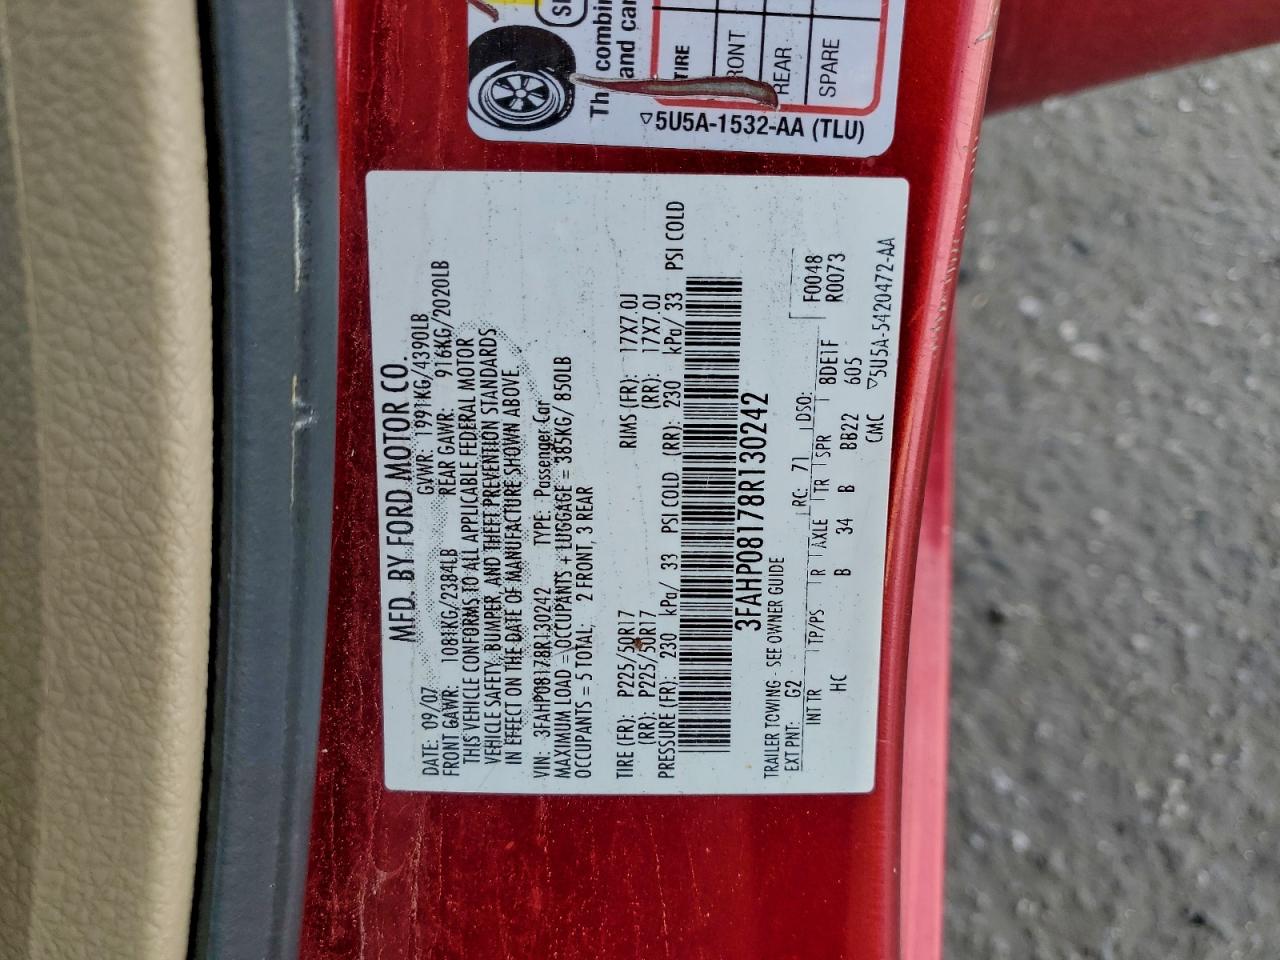 MFD. BY FORD MOTOR CO.
DATE: 09/07 GVWR: 1991KG/4390LB
FRONT GAWR: 1081KG/2384LB REAR GAWR: 916KG/2020LB
THIS VEHICLE CONFORMS TO ALL APPLICABLE FEDERAL MOTOR
VEHICLE SAFETY, BUMPER, AND THEFT PREVENTION STANDARDS
IN EFFECT ON THE DATE OF MANUFACTURE SHOWN ABOVE
VIN: 3FAHP08178R130242 TYPE: Passenger Car
MAXIMUM LOAD = OCCUPANTS + LUGGAGE = 385KG/ 850LB
OCCUPANTS = 5 TOTAL: 2 FRONT, 3 REAR
TIRE (FR): P225/50R17 RIMS (FR): 17X7.0J
(RR): P225/50R17 (RR): 17X7.0J
PRESSURE (FR): 230 kPa/ 33 PSI COLD (RR): 230 kPa/ 33 PSI COLD
3FAHP08178R130242
TRAILER TOWING - SEE OWNER GUIDE
EXT PNT: G2 RC: 71 DSO: F0048
R0073
INT TR TP/PS R AXLE TR SPR 8DE1F
HC B 34 B BB22 605
CMC ▽5U5A-5420472-AA
The combin
and car
TIRE
RONT
REAR
SPARE
▽5U5A-1532-AA (TLU)